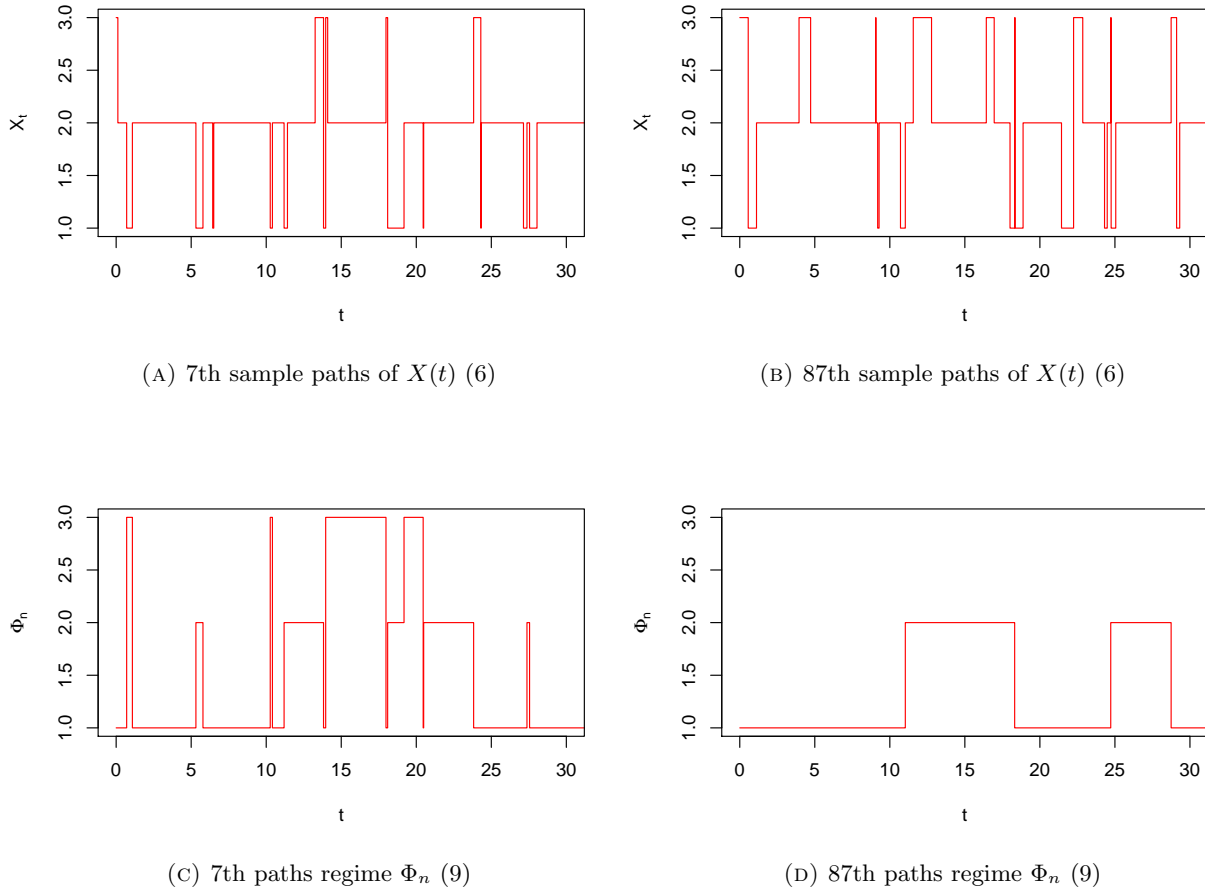 3.0
2.5
2.0
1.5
1.0
X_t
0 5 10 15 20 25 30
t
(A) 7th sample paths of X(t) (6)
3.0
2.5
2.0
1.5
1.0
X_t
0 5 10 15 20 25 30
t
(B) 87th sample paths of X(t) (6)
3.0
2.5
2.0
1.5
1.0
Φ_n
0 5 10 15 20 25 30
t
(C) 7th paths regime Φ_n (9)
3.0
2.5
2.0
1.5
1.0
Φ_n
0 5 10 15 20 25 30
t
(D) 87th paths regime Φ_n (9)